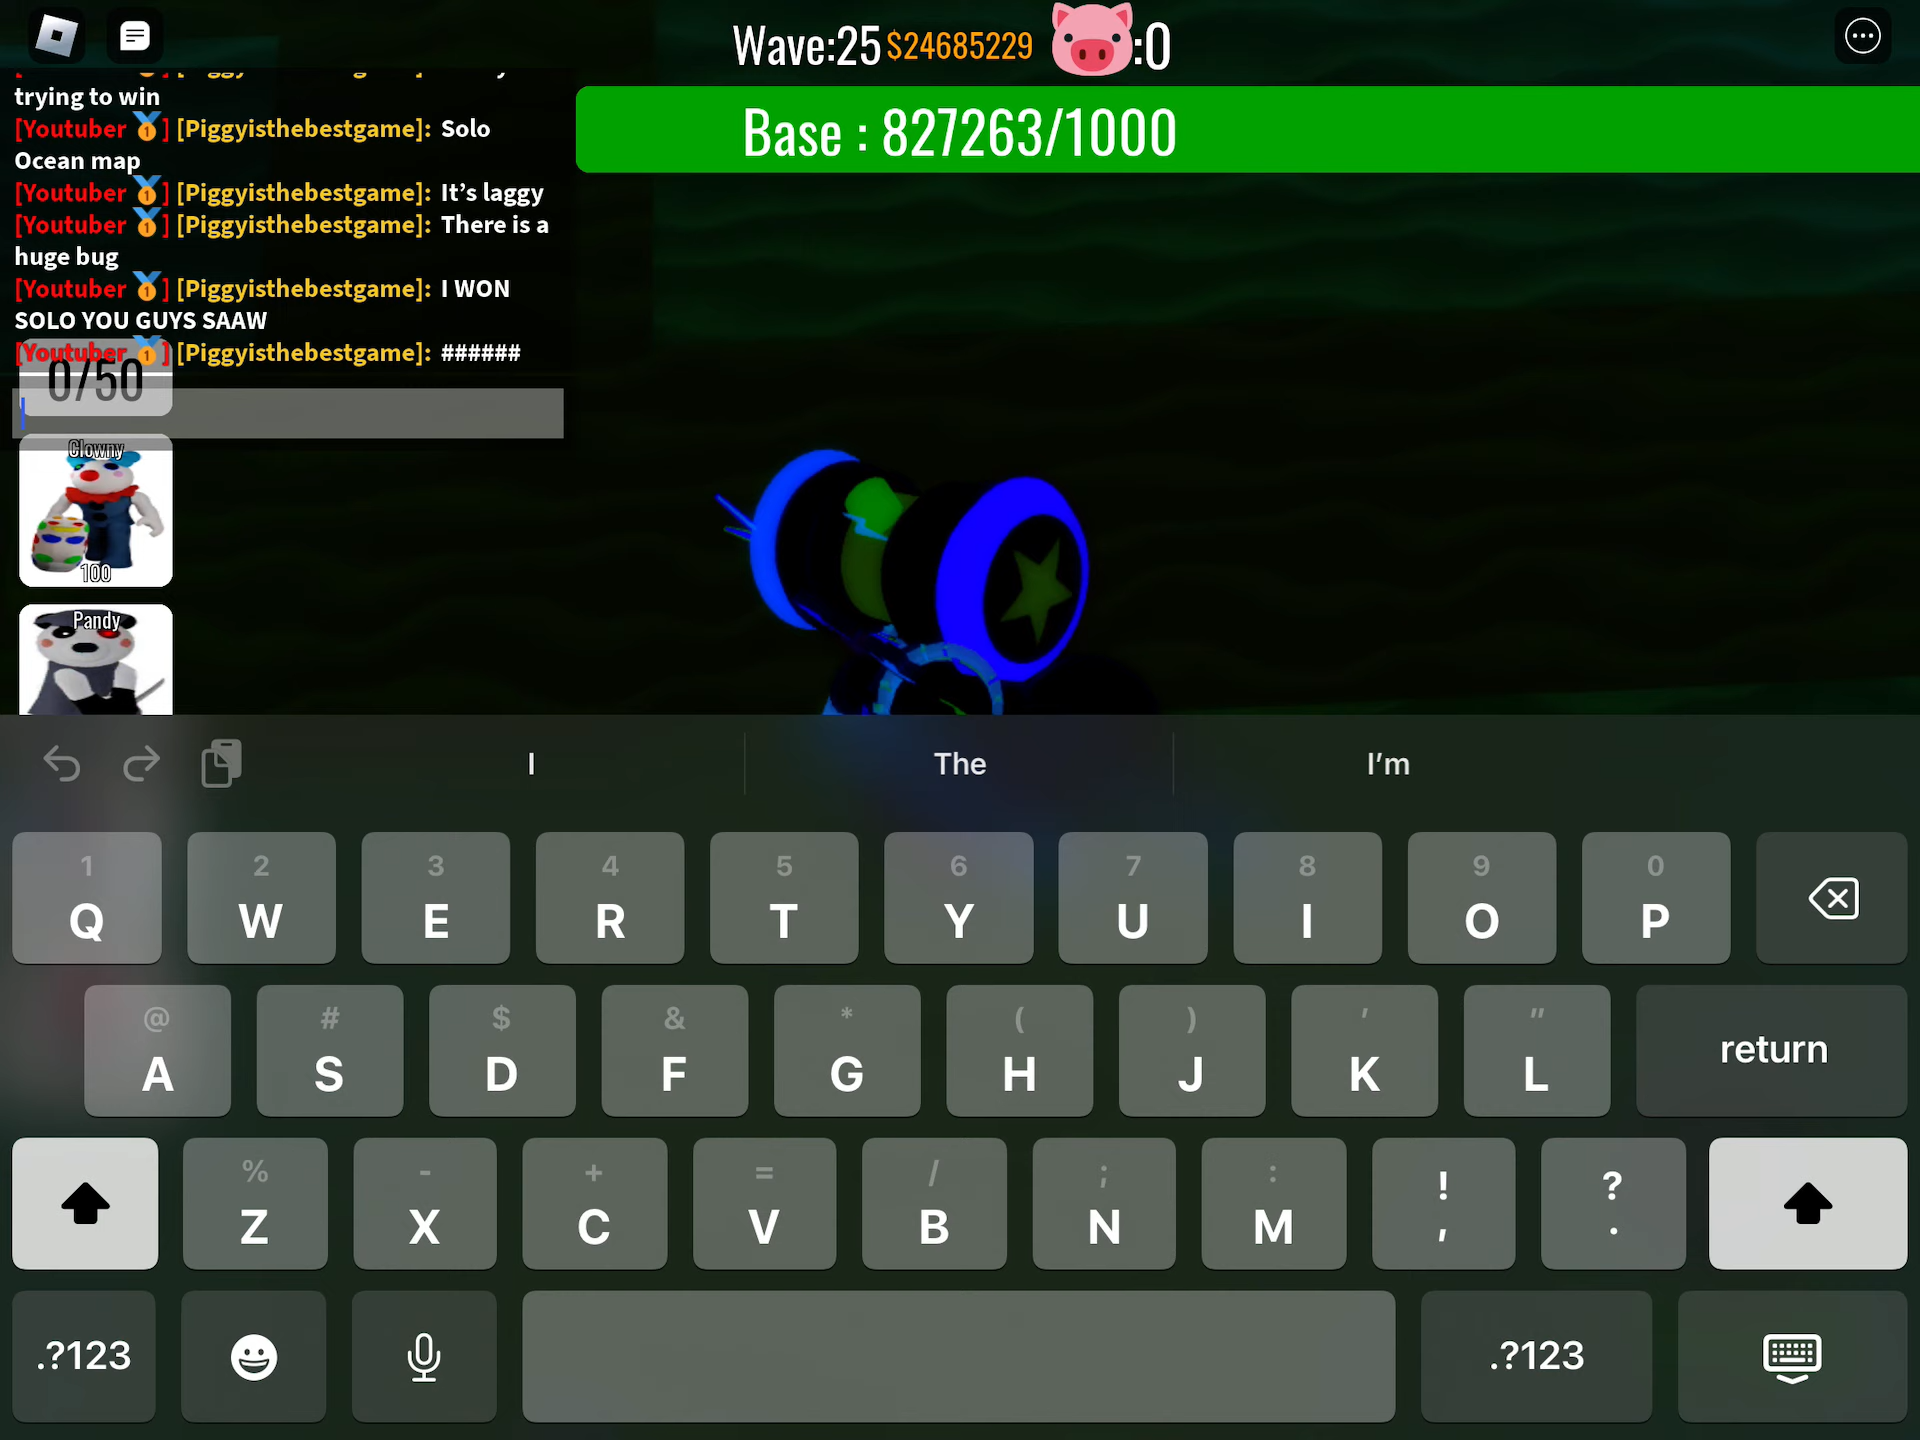 Wave:25 $24685229 :0
Base : 827263/1000
trying to win
[Youtuber 🥇] [Piggyisthebestgame]: Solo
Ocean map
[Youtuber 🥇] [Piggyisthebestgame]: It's laggy
[Youtuber 🥇] [Piggyisthebestgame]: There is a
huge bug
[Youtuber 🥇] [Piggyisthebestgame]: I WON
SOLO YOU GUYS SAAW
[Youtuber 🥇] [Piggyisthebestgame]: ######
0/50
Clowny
100
Pandy
I The I'm
1 2 3 4 5 6 7 8 9 0
Q W E R T Y U I O P
@ # $ & * ( ) ' "
A S D F G H J K L return
% - + = / ; : ! ?
Z X C V B N M , .
.?123 .?123